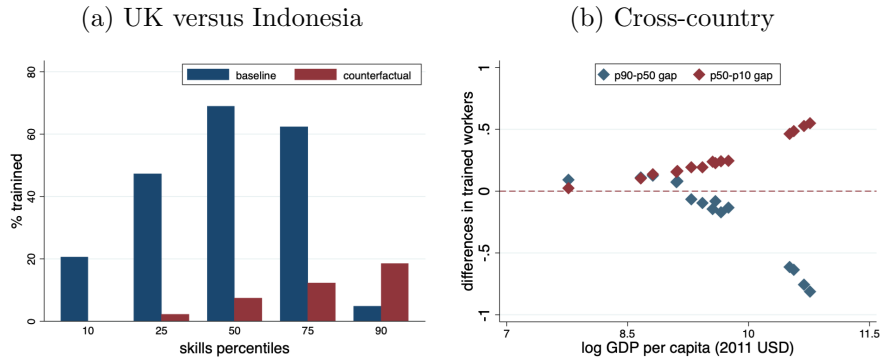 (a) UK versus Indonesia
baseline
counterfactual
80
60
40
20
0
% trainined
10
25
50
75
90
skills percentiles
(b) Cross-country
p90-p50 gap
p50-p10 gap
1
.5
0
-.5
-1
differences in trained workers
7
8.5
10
11.5
log GDP per capita (2011 USD)